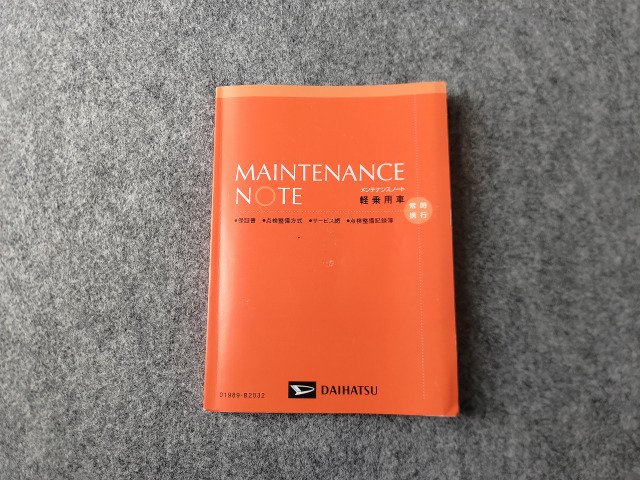 MAINTENANCE
NOTE
メンテナンスノート
軽乗用車
常時
携行
●保証書 ●点検整備方式 ●サービス網 ●点検整備記録簿
01989-B2032
DAIHATSU